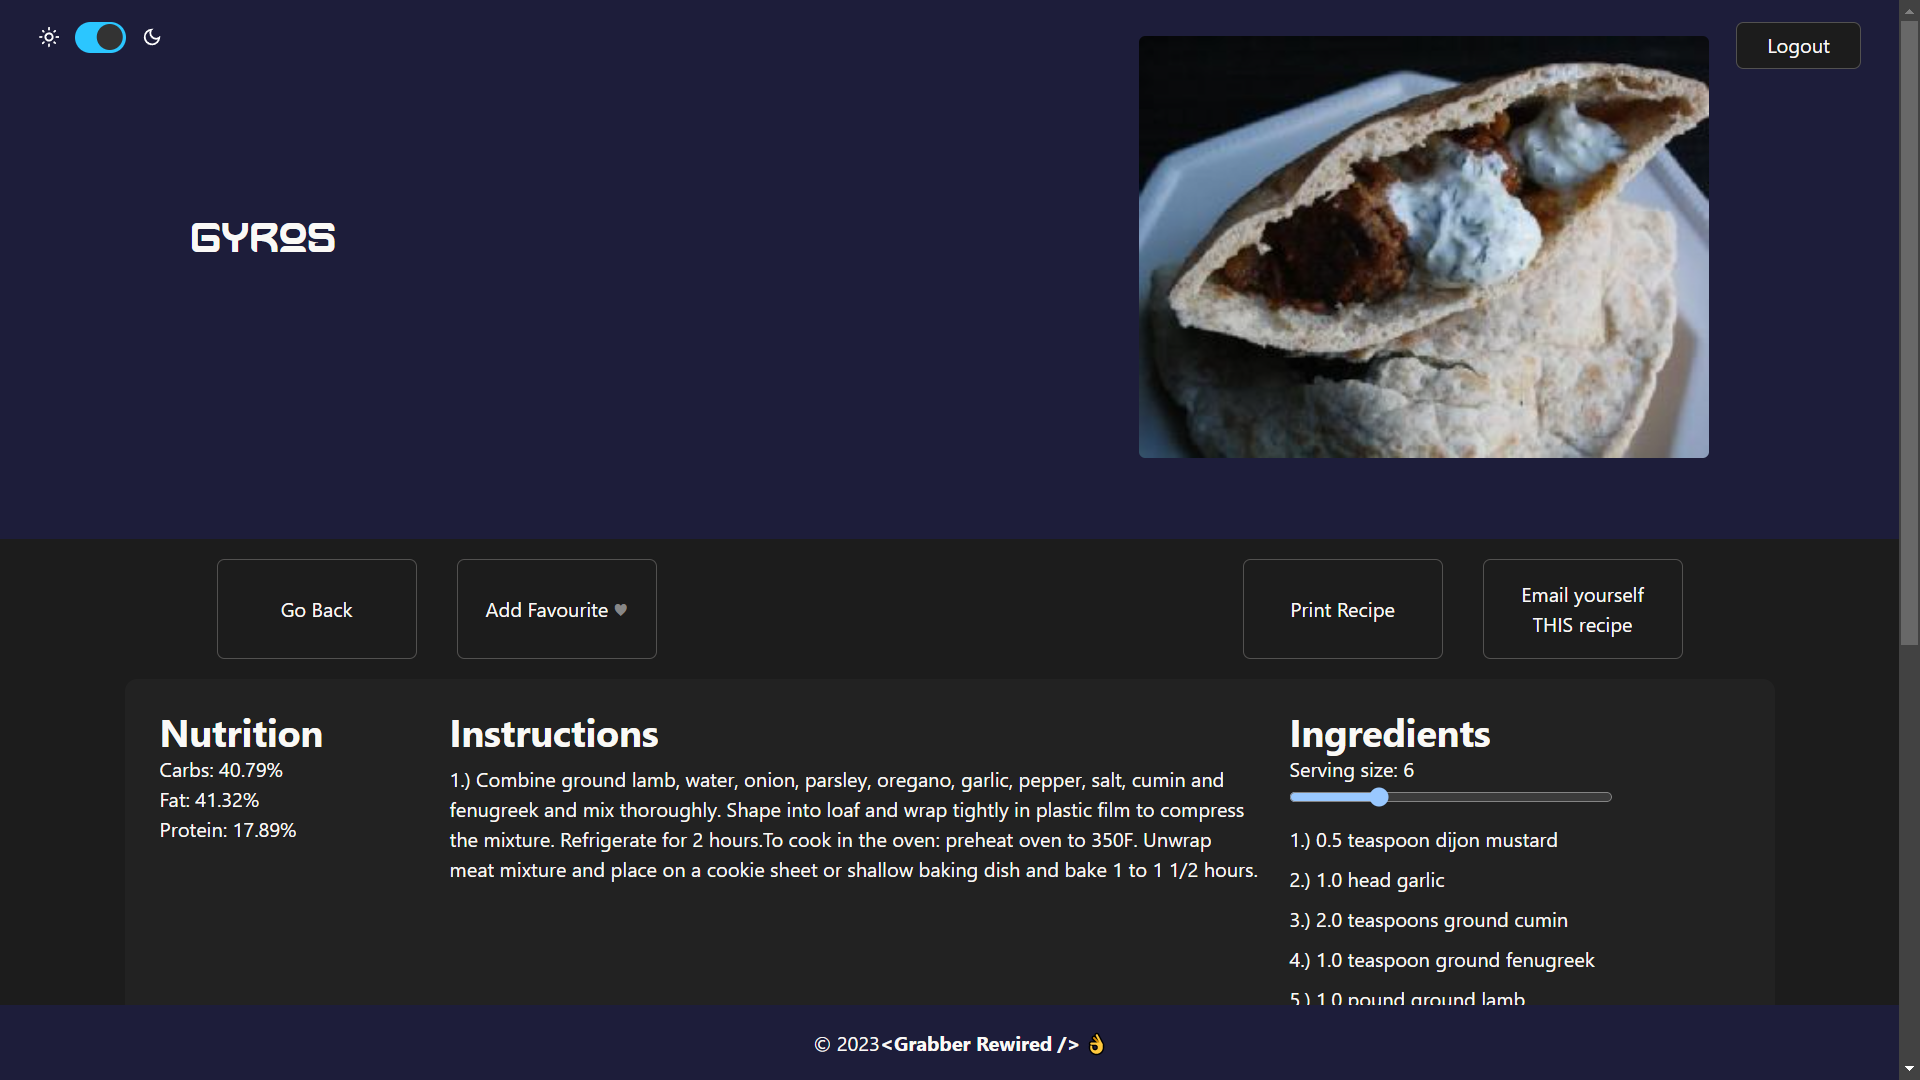 Logout
GYROS
Go Back
Add Favourite
Print Recipe
Email yourself
THIS recipe
Nutrition
Carbs: 40.79%
Fat: 41.32%
Protein: 17.89%
Instructions
1.) Combine ground lamb, water, onion, parsley, oregano, garlic, pepper, salt, cumin and
fenugreek and mix thoroughly. Shape into loaf and wrap tightly in plastic film to compress
the mixture. Refrigerate for 2 hours.To cook in the oven: preheat oven to 350F. Unwrap
meat mixture and place on a cookie sheet or shallow baking dish and bake 1 to 1 1/2 hours.
Ingredients
Serving size: 6
1.) 0.5 teaspoon dijon mustard
2.) 1.0 head garlic
3.) 2.0 teaspoons ground cumin
4.) 1.0 teaspoon ground fenugreek
5.) 1.0 pound ground lamb
© 2023<Grabber Rewired /> 👌